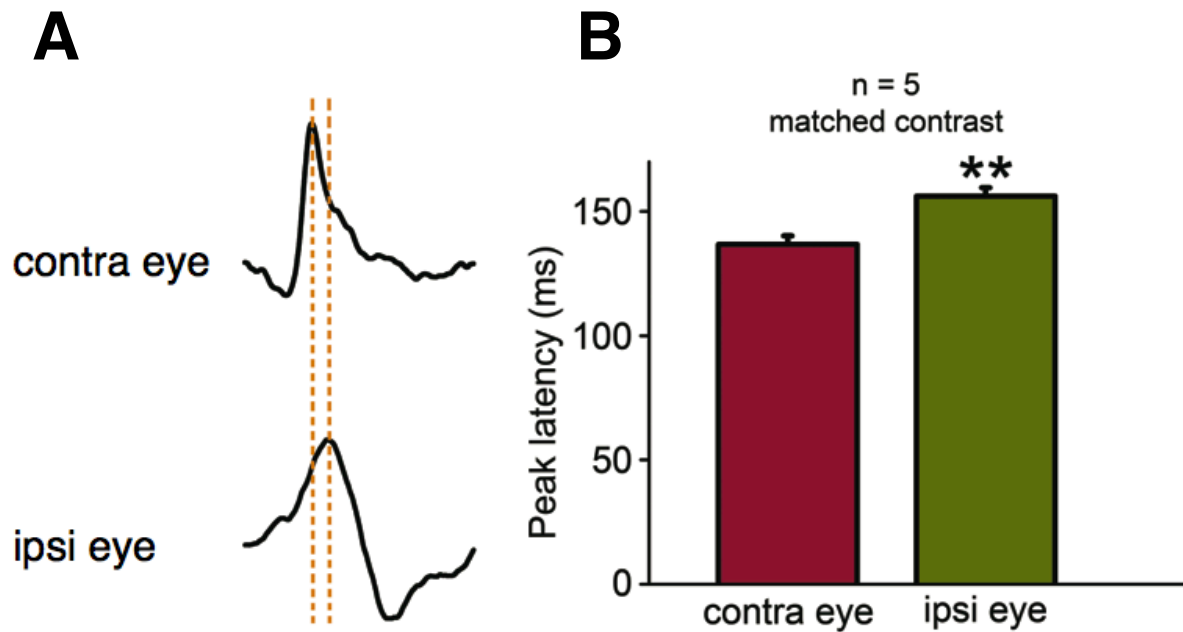 A
contra eye
ipsi eye
B
n = 5
matched contrast
**
Peak latency (ms)
150
100
50
0
contra eye
ipsi eye